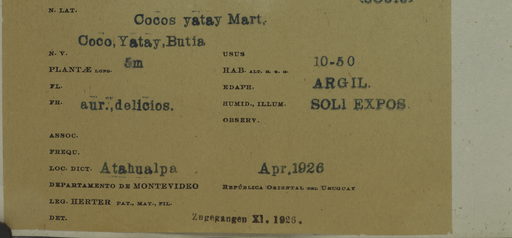 N. LAT.
Cocos yatay Mart.
Coco,Yatay,Butia
N. V. USUS
5m 10-50
PLANTÆ LONG. HAB. ALT. M. S. M.
FL. EDAPH. ARGIL.
FR. aur.,delicios. HUMID., ILLUM. SOLI EXPOS
OBSERV.
ASSOC.
FREQU.
LOC. DICT. Atahualpa Apr,1926
DEPARTAMENTO DE MONTEVIDEO REPÚBLICA ORIENTAL DEL URUGUAY
LEG. HERTER PAT., MAT., FIL.
DET. Zugegangen XI. 1926.